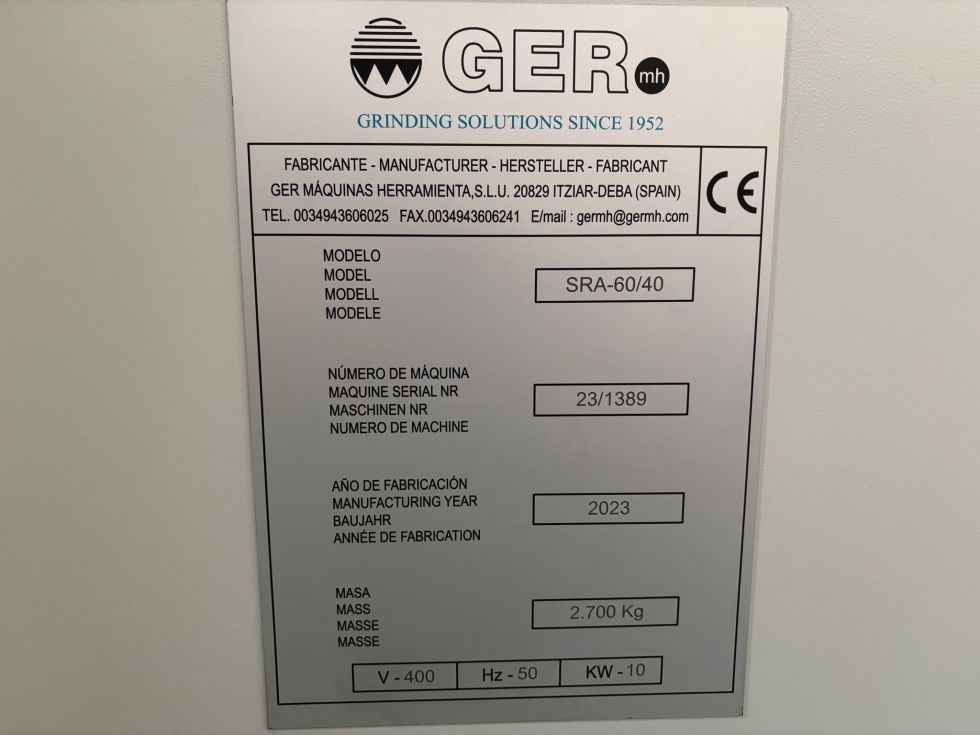 GER mh
GRINDING SOLUTIONS SINCE 1952
FABRICANTE - MANUFACTURER - HERSTELLER - FABRICANT
GER MÁQUINAS HERRAMIENTA,S.L.U. 20829 ITZIAR-DEBA (SPAIN)
TEL. 0034943606025 FAX.0034943606241 E/mail : germh@germh.com
CE
MODELO
MODEL
MODELL
MODELE
SRA-60/40
NÚMERO DE MÁQUINA
MAQUINE SERIAL NR
MASCHINEN NR
NUMERO DE MACHINE
23/1389
AÑO DE FABRICACIÓN
MANUFACTURING YEAR
BAUJAHR
ANNÉE DE FABRICATION
2023
MASA
MASS
MASSE
MASSE
2.700 Kg
V - 400 Hz - 50 KW - 10